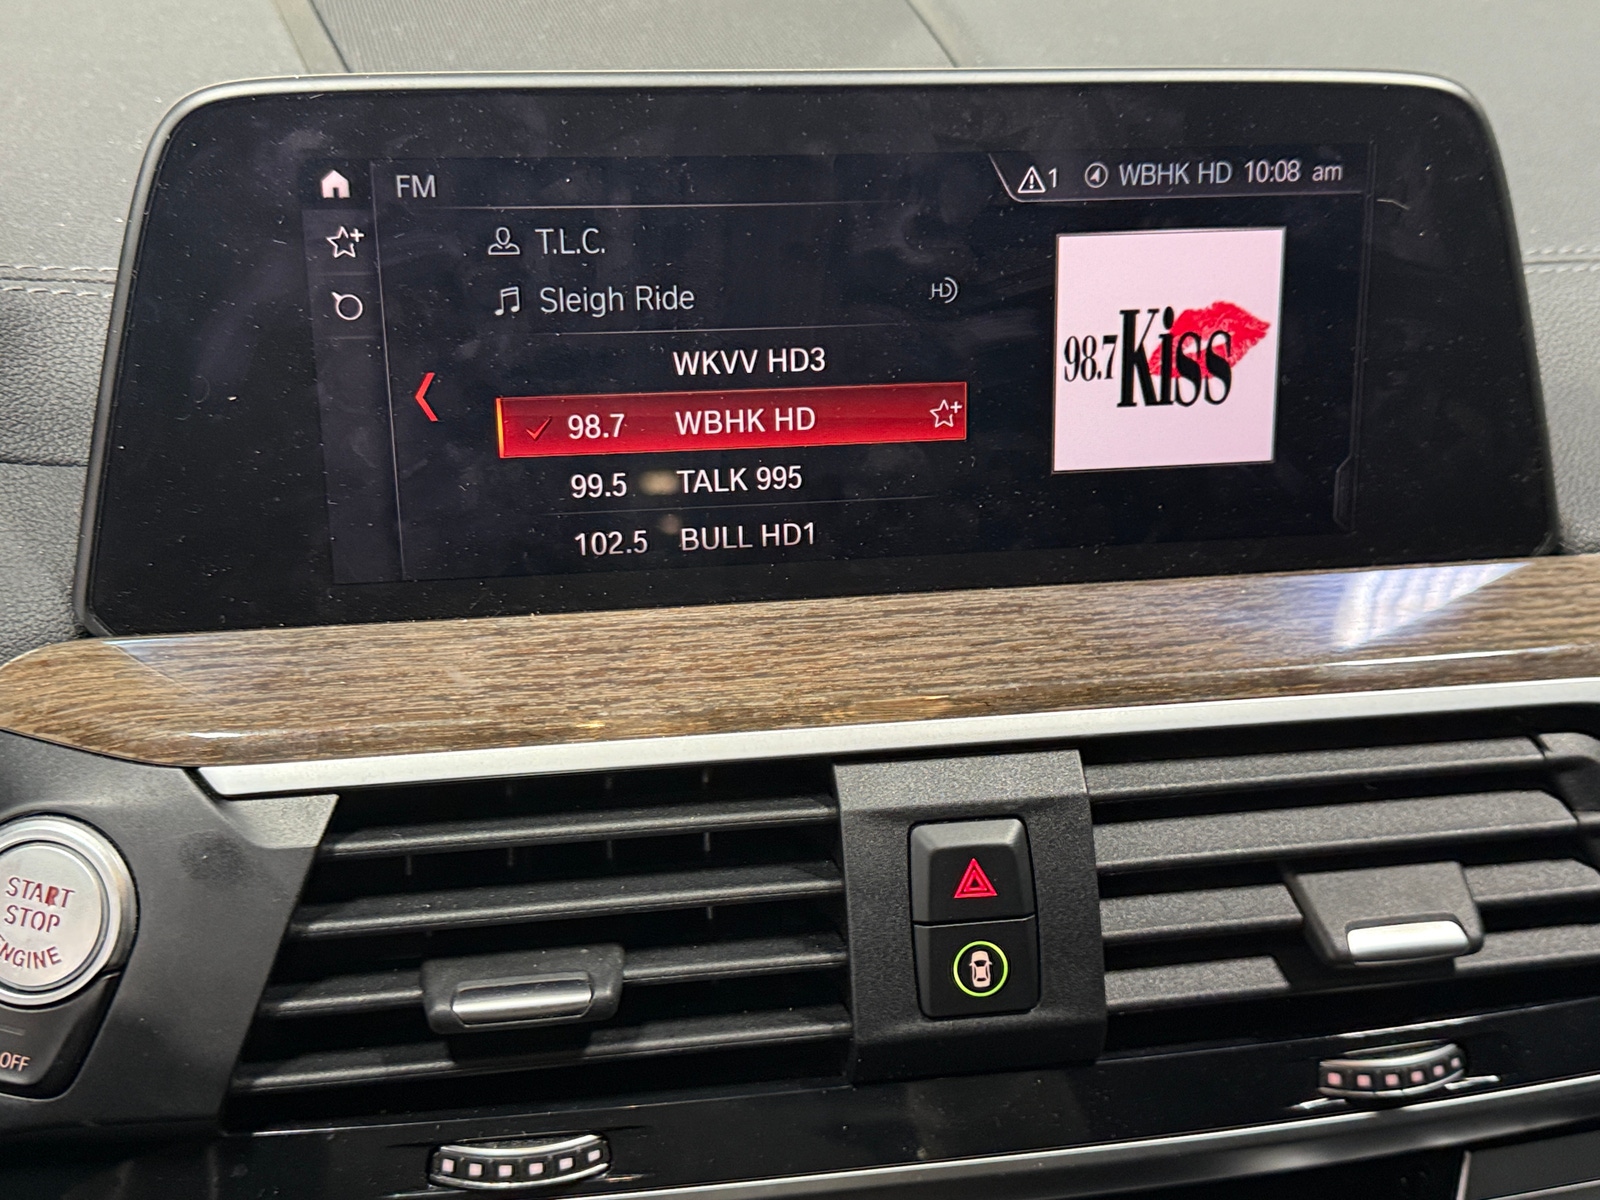 FM
1 WBHK HD 10:08 am
T.L.C.
Sleigh Ride
HD
WKVV HD3
98.7 WBHK HD
99.5 TALK 995
102.5 BULL HD1
98.7 Kiss
START
STOP
ENGINE
OFF